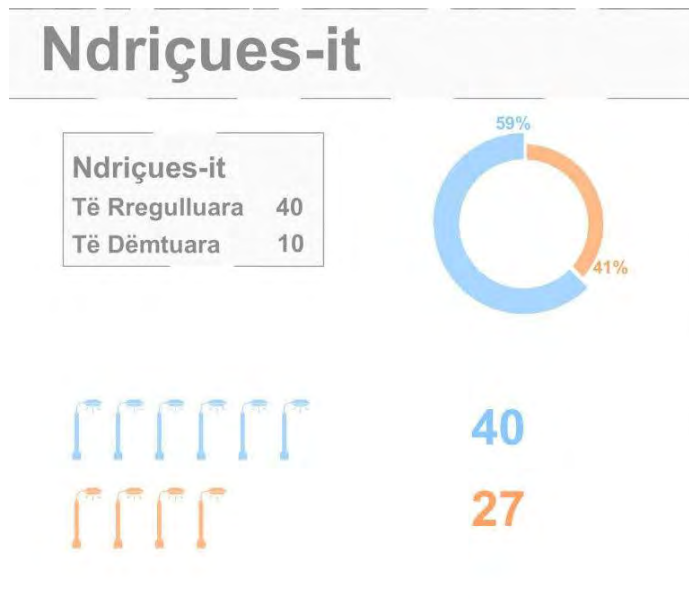 Ndriçues-it
59%
Ndriçues-it
Të Rregulluara 40
Të Dëmtuara 10
41%
40
27